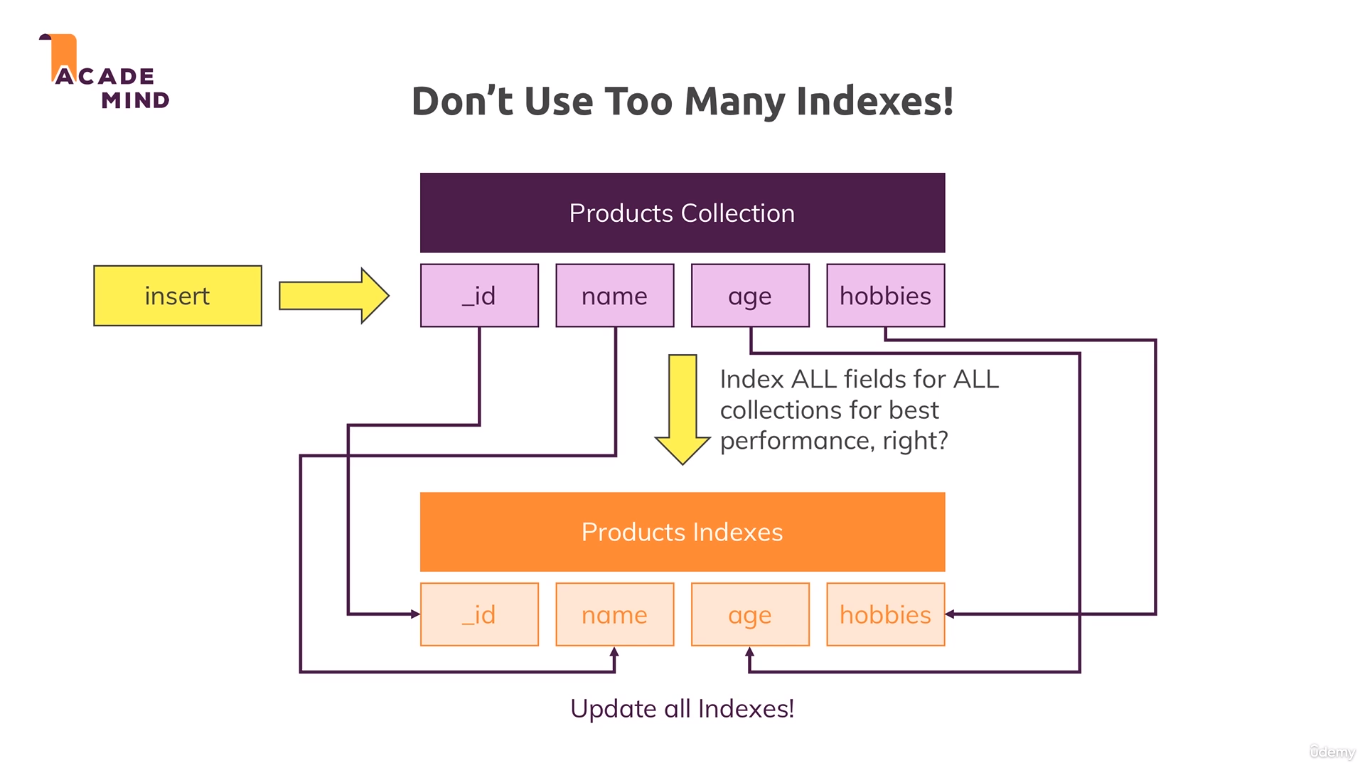 ACADE
MIND
Don’t Use Too Many Indexes!
Products Collection
insert
_id
name
age
hobbies
Index ALL fields for ALL
collections for best
performance, right?
Products Indexes
_id
name
age
hobbies
Update all Indexes!
ûdemy